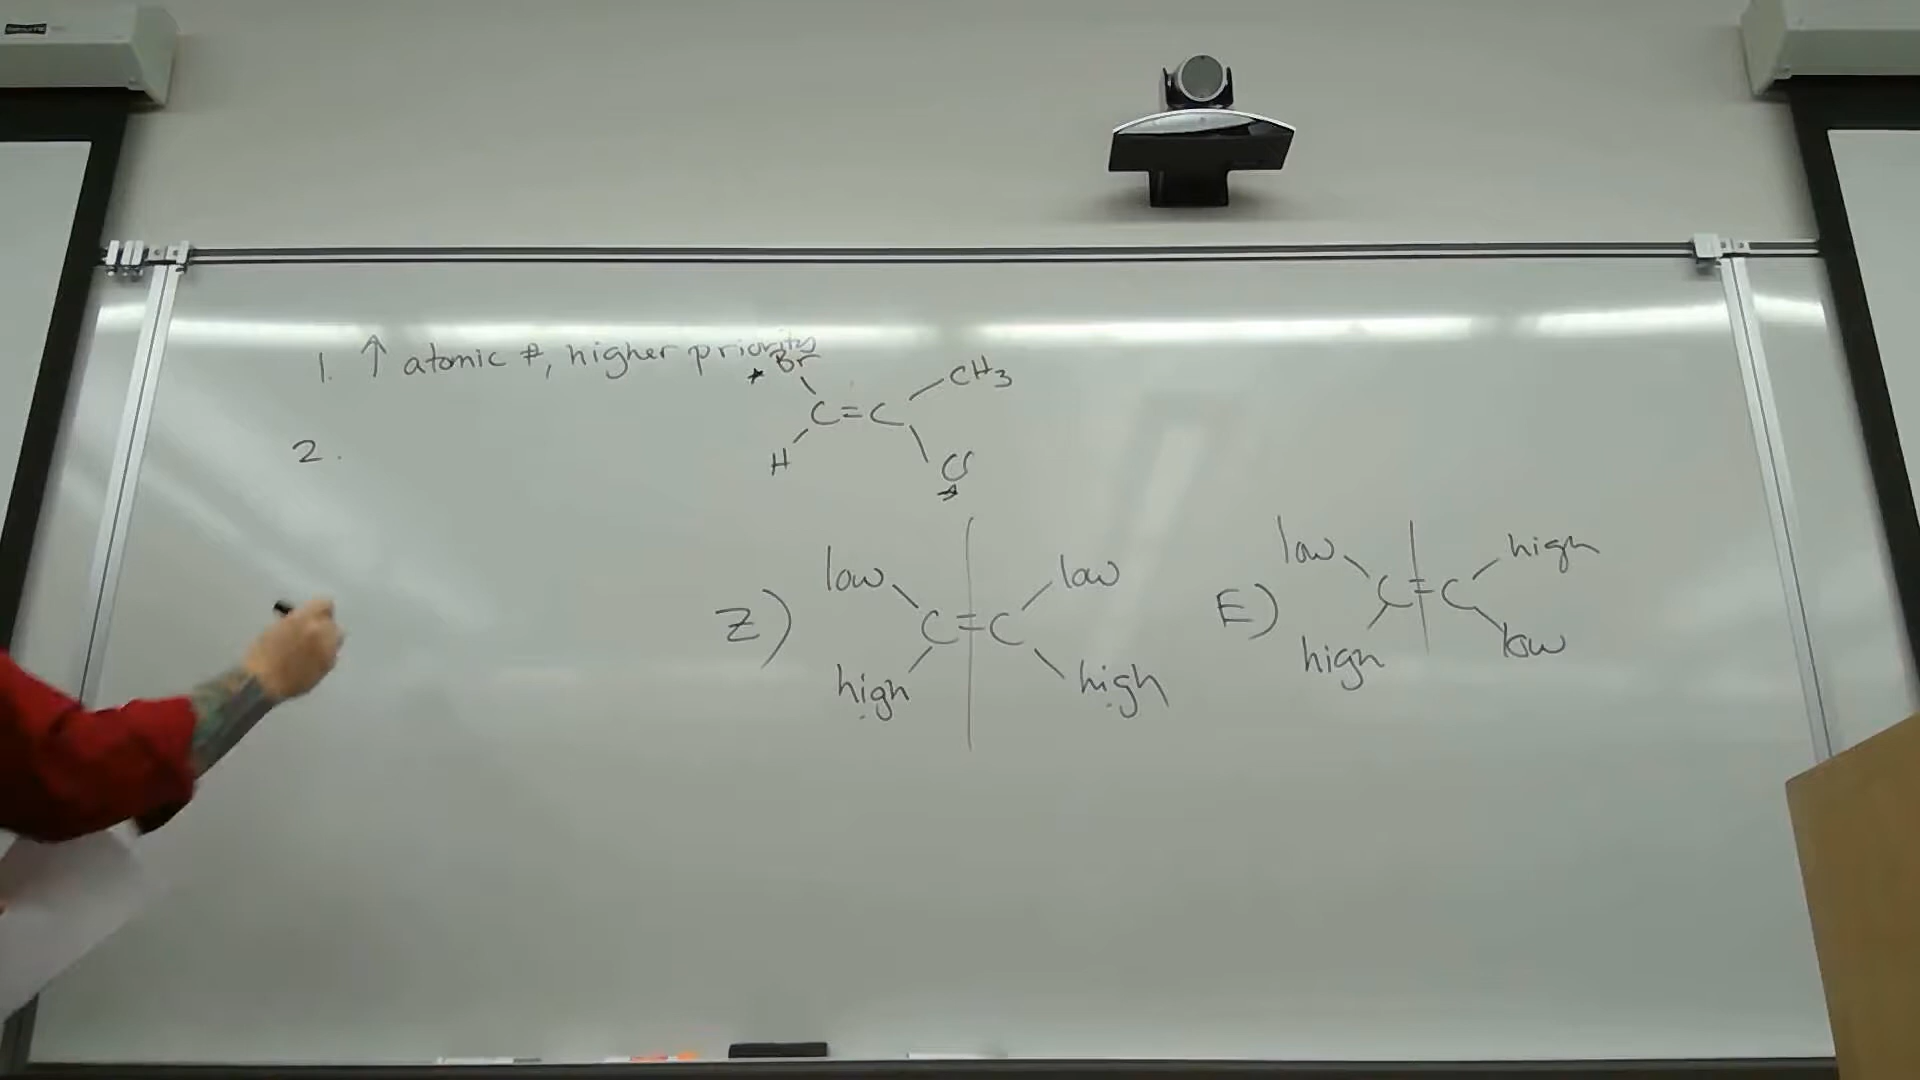 1. ↑ atomic #, higher priority
* Br
CH3
C=C
H
Cl
*
2.
Z)
low
low
C=C
high
high
E)
low
high
C=C
high
low